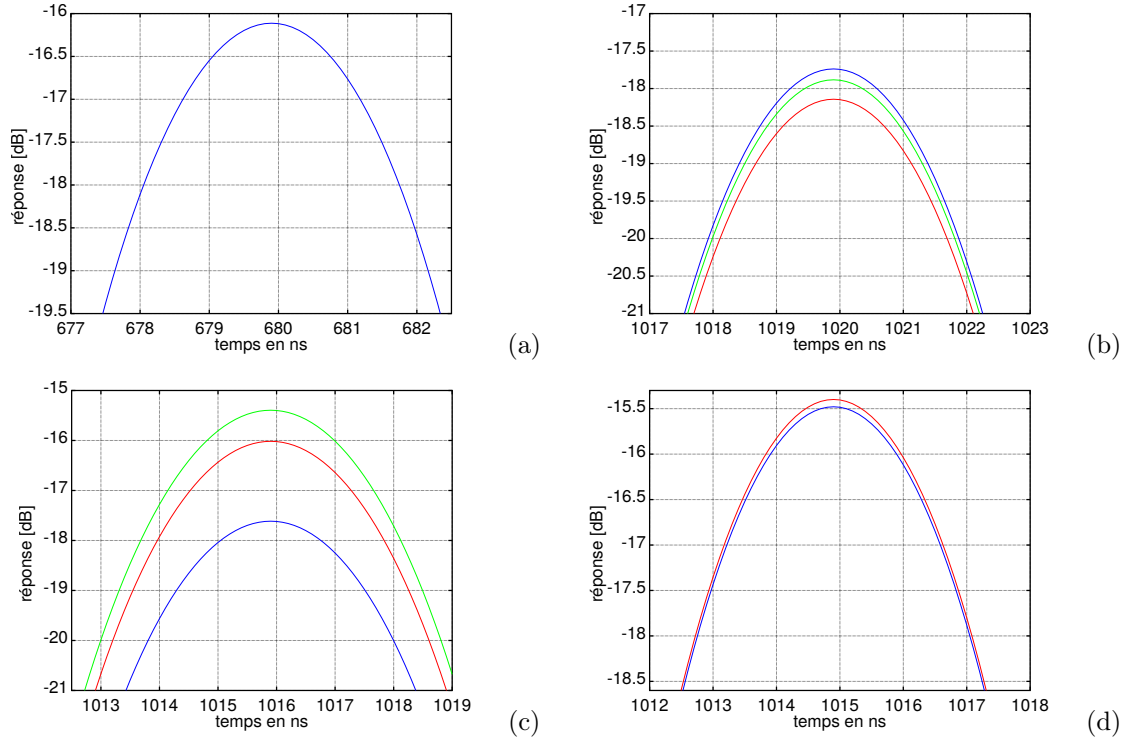 -16
-16.5
-17
-17.5
-18
-18.5
-19
-19.5
réponse [dB]
677 678 679 680 681 682
temps en ns
(a)
-17
-17.5
-18
-18.5
-19
-19.5
-20
-20.5
-21
réponse [dB]
1017 1018 1019 1020 1021 1022 1023
temps en ns
(b)
-15
-16
-17
-18
-19
-20
-21
réponse [dB]
1013 1014 1015 1016 1017 1018 1019
temps en ns
(c)
-15.5
-16
-16.5
-17
-17.5
-18
-18.5
réponse [dB]
1012 1013 1014 1015 1016 1017 1018
temps en ns
(d)